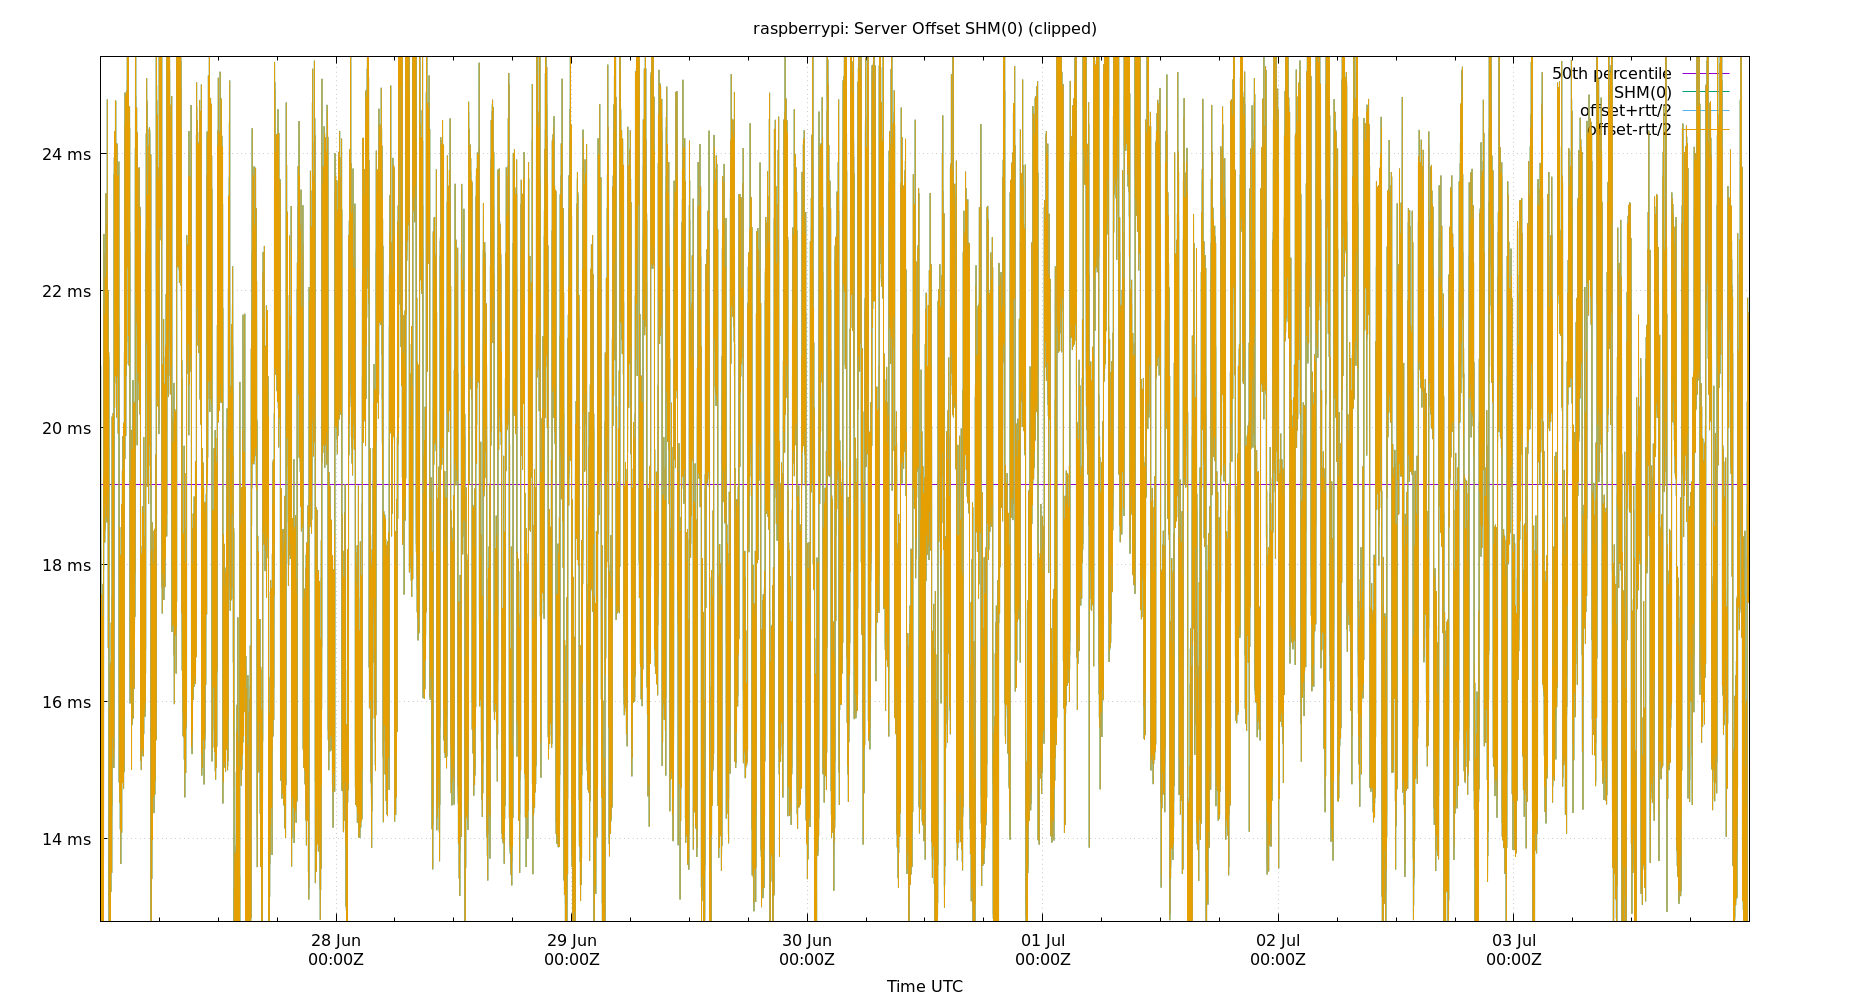 raspberrypi: Server Offset SHM(0) (clipped)
50th percentile
SHM(0)
offset+rtt/2
offset-rtt/2
24 ms
22 ms
20 ms
18 ms
16 ms
14 ms
28 Jun
00:00Z
29 Jun
00:00Z
30 Jun
00:00Z
01 Jul
00:00Z
02 Jul
00:00Z
03 Jul
00:00Z
Time UTC